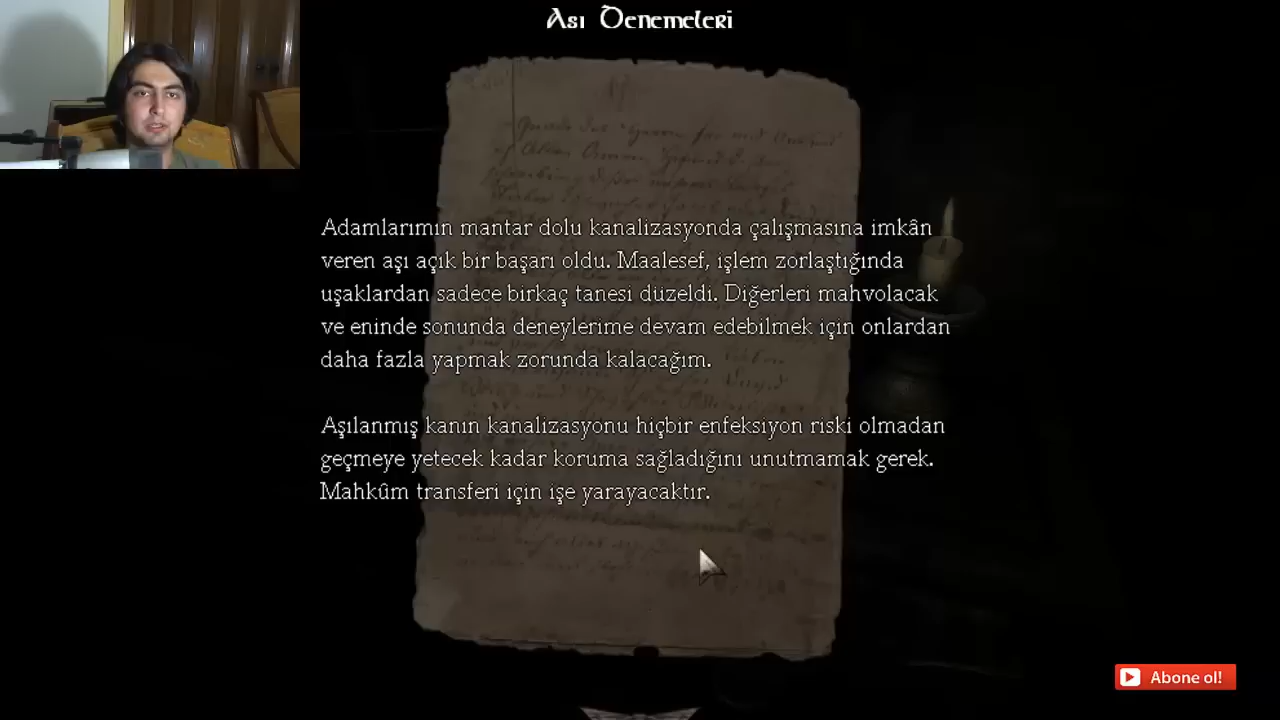 Ası Denemeleri
Adamlarımın mantar dolu kanalizasyonda çalışmasına imkân
veren aşı açık bir başarı oldu. Maalesef, işlem zorlaştığında
uşaklardan sadece birkaç tanesi düzeldi. Diğerleri mahvolacak
ve eninde sonunda deneylerime devam edebilmek için onlardan
daha fazla yapmak zorunda kalacağım.
Aşılanmış kanın kanalizasyonu hiçbir enfeksiyon riski olmadan
geçmeye yetecek kadar koruma sağladığını unutmamak gerek.
Mahkûm transferi için işe yarayacaktır.
Abone ol!